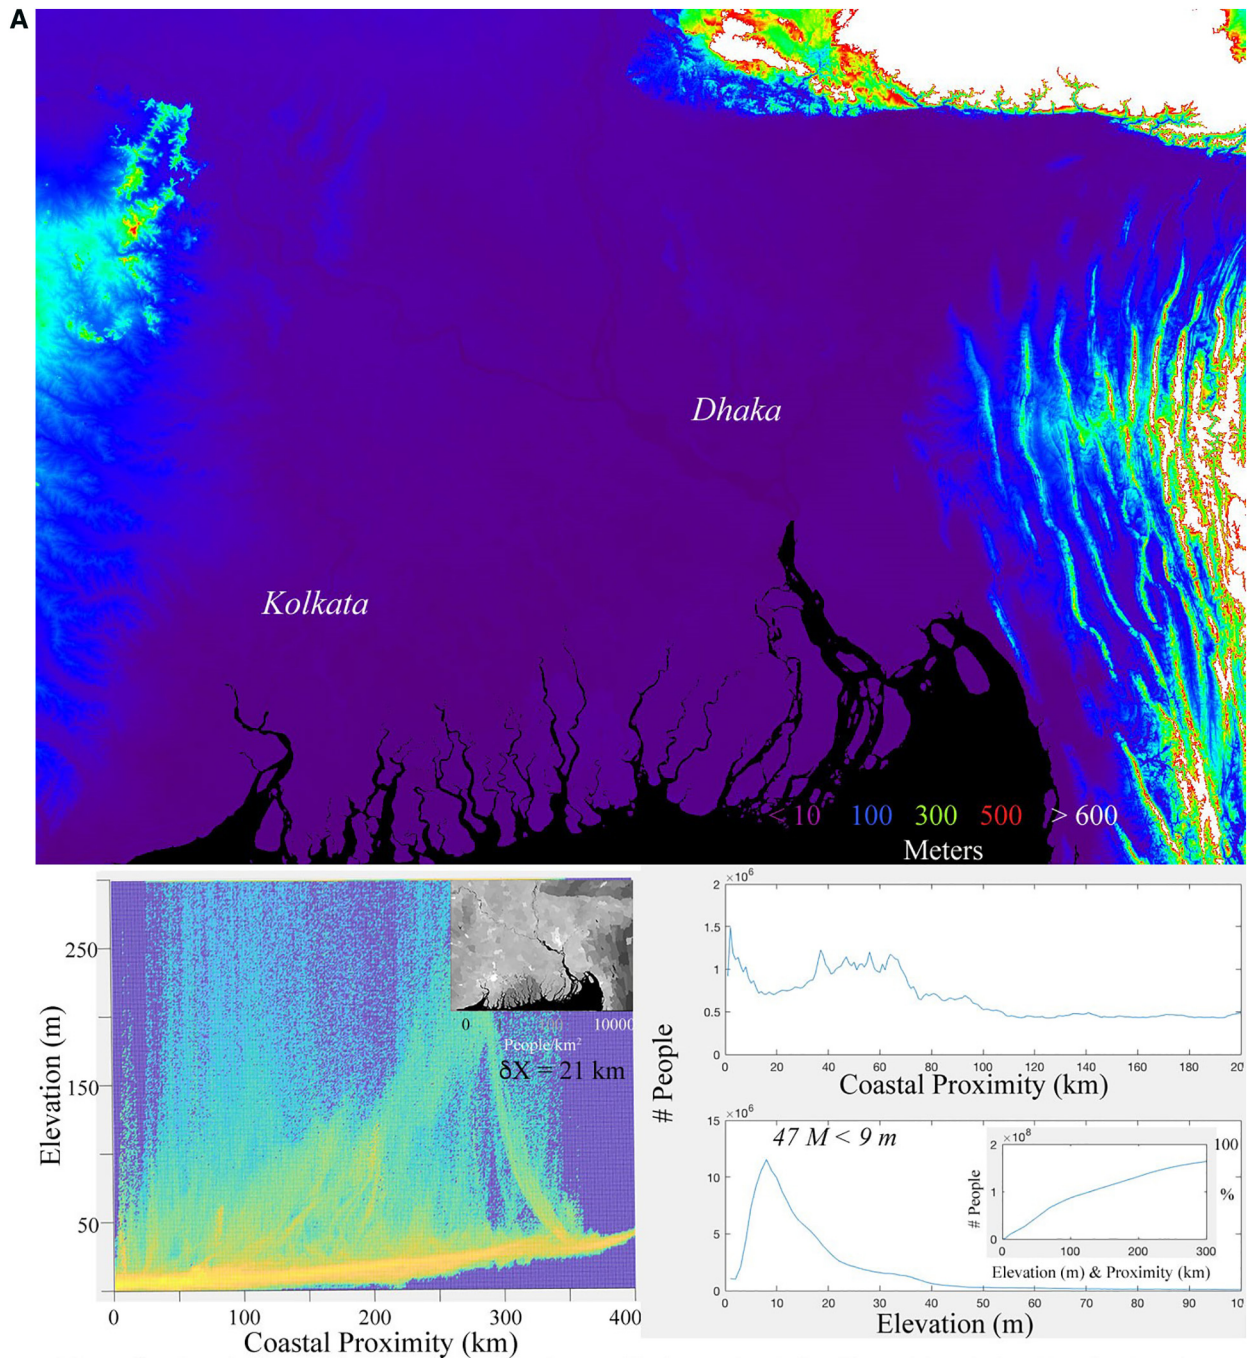 A
Dhaka
Kolkata
< 10 100 300 500 > 600
Meters
250
150
50
Elevation (m)
0 100 200 300 400
Coastal Proximity (km)
0 10000
People/km²
δX = 21 km
# People
×10⁶
2
1.5
1
0.5
0
0 20 40 60 80 100 120 140 160 180 20
Coastal Proximity (km)
×10⁶
15
10
5
0
0 10 20 30 40 50 60 70 80 90 10
Elevation (m)
47 M < 9 m
×10⁸
2
1
0
# People
100
%
0 100 200 300
Elevation (m) & Proximity (km)